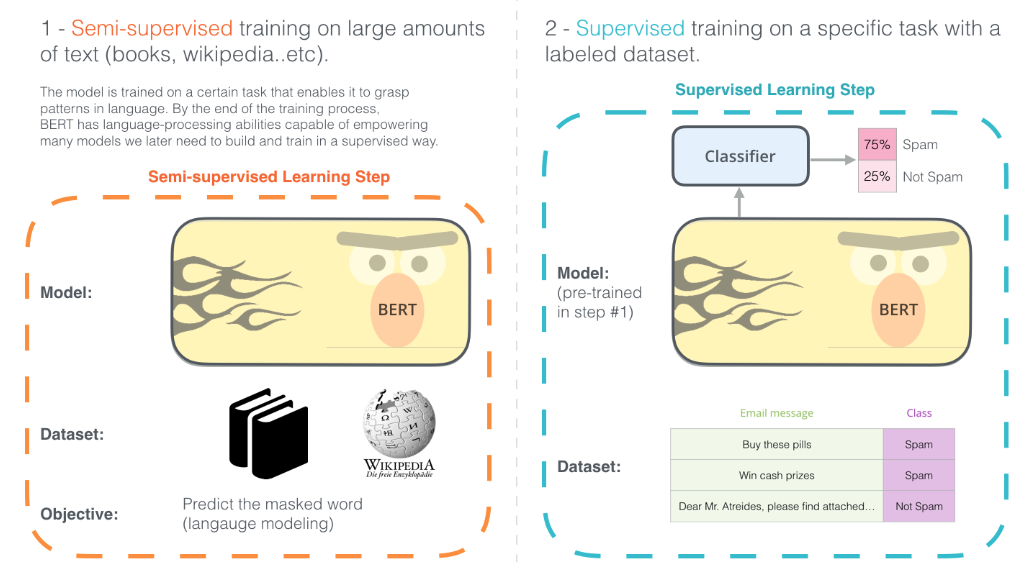 1 - Semi-supervised training on large amounts
of text (books, wikipedia..etc).
The model is trained on a certain task that enables it to grasp
patterns in language. By the end of the training process,
BERT has language-processing abilities capable of empowering
many models we later need to build and train in a supervised way.
Semi-supervised Learning Step
Model:
BERT
Dataset:
WIKIPEDIA
Die freie Enzyklopädie
Objective:
Predict the masked word
(langauge modeling)
2 - Supervised training on a specific task with a
labeled dataset.
Supervised Learning Step
Classifier
75% Spam
25% Not Spam
Model:
(pre-trained
in step #1)
BERT
Dataset:
Email message Class
Buy these pills Spam
Win cash prizes Spam
Dear Mr. Atreides, please find attached... Not Spam